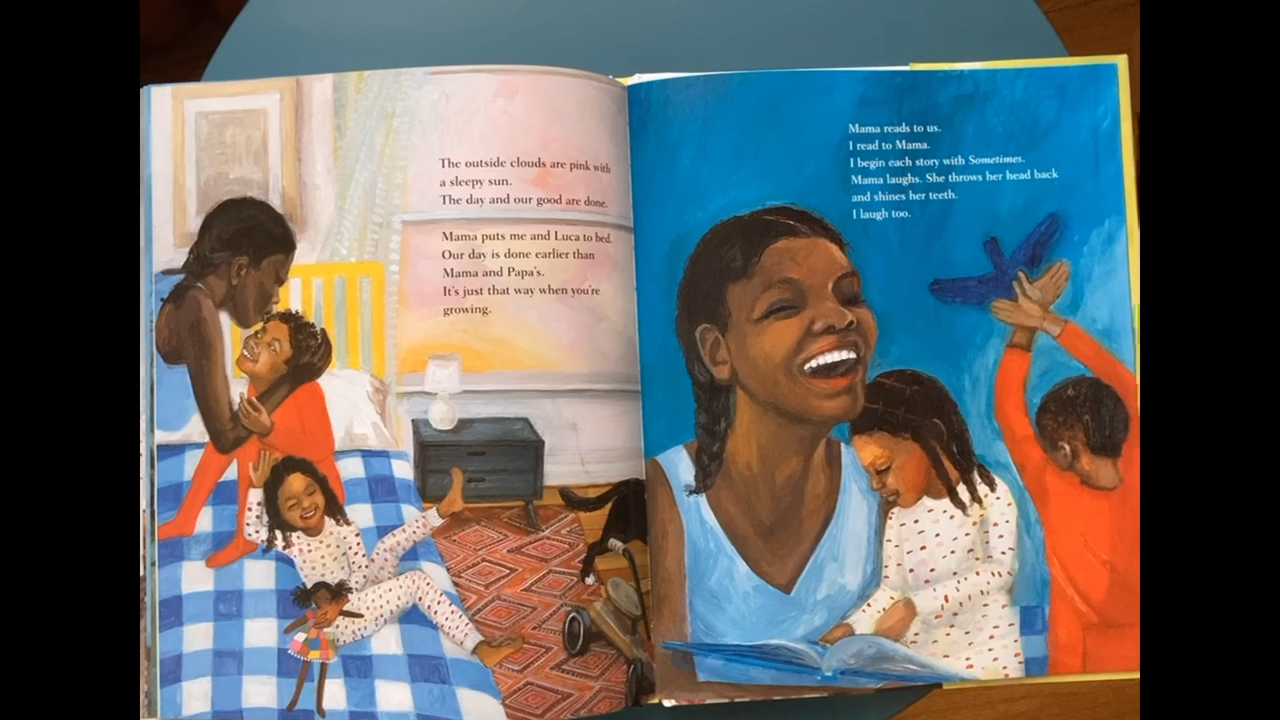 The outside clouds are pink with
a sleepy sun.
The day and our good are done.
Mama puts me and Luca to bed.
Our day is done earlier than
Mama and Papa's.
It's just that way when you're
growing.
Mama reads to us.
I read to Mama.
I begin each story with Sometimes.
Mama laughs. She throws her head back
and shines her teeth.
I laugh too.